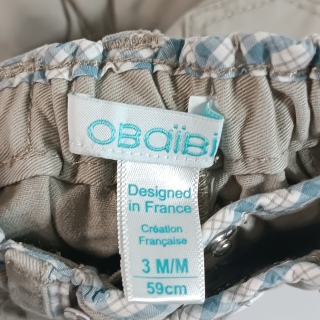 OBaïBi
Designed
in France
Création
Française
3 M/M
59cm